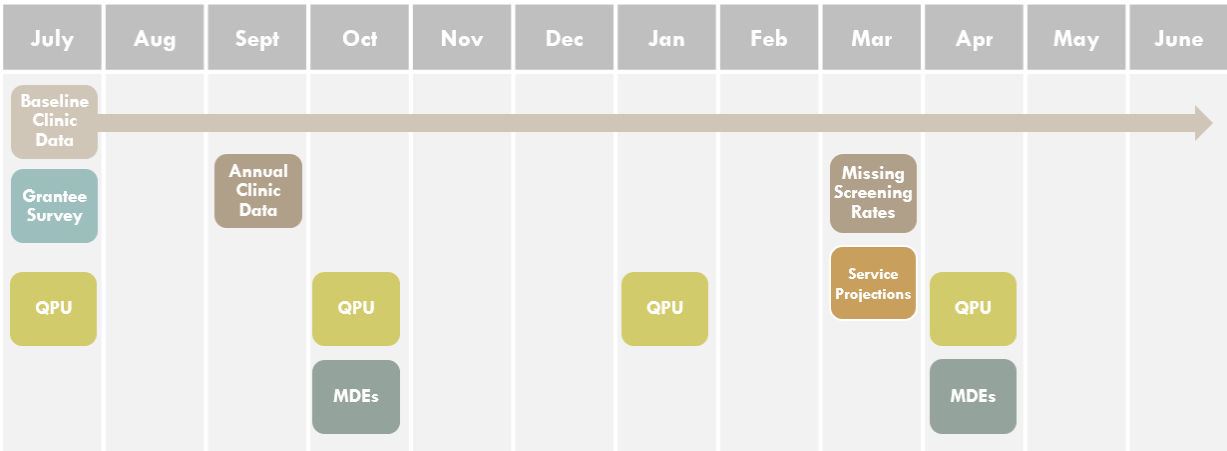 July Aug Sept Oct Nov Dec Jan Feb Mar Apr May June
Baseline
Clinic
Data
Grantee
Survey
Annual
Clinic
Data
Missing
Screening
Rates
Service
Projections
QPU QPU QPU QPU
MDEs MDEs